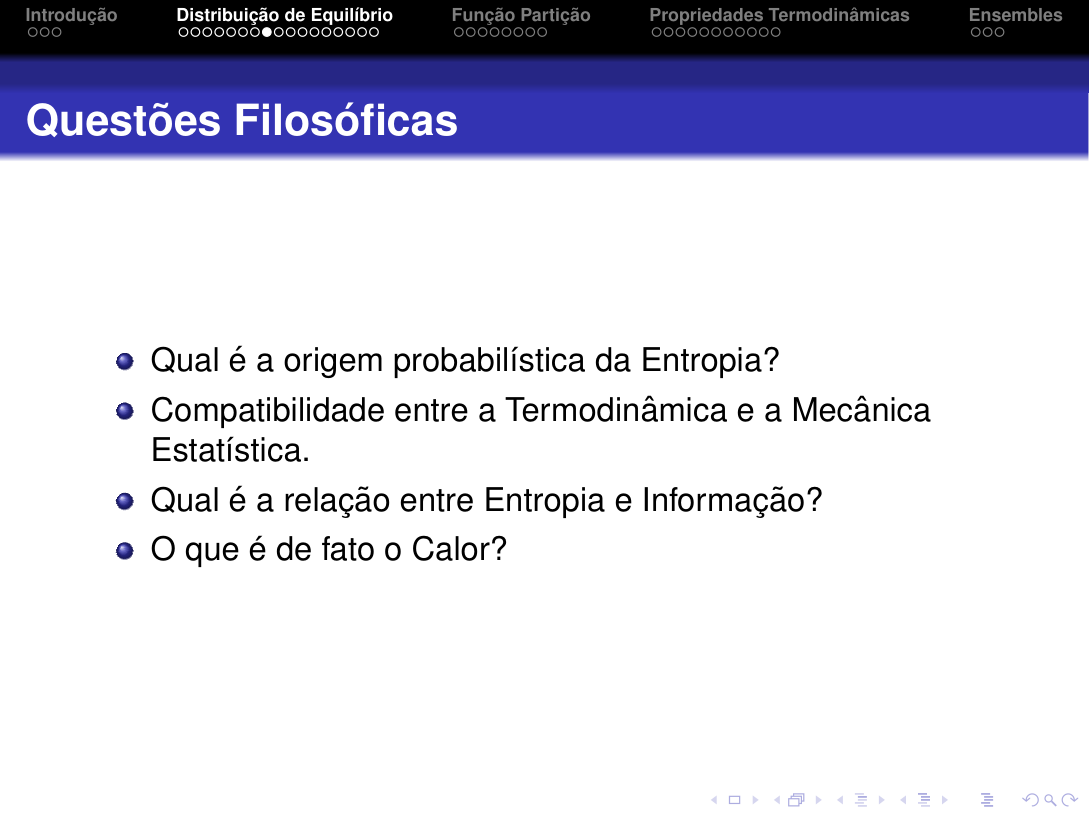 Introdução
Distribuição de Equilíbrio
Função Partição
Propriedades Termodinâmicas
Ensembles
Questões Filosóficas
Qual é a origem probabilística da Entropia?
Compatibilidade entre a Termodinâmica e a Mecânica
Estatística.
Qual é a relação entre Entropia e Informação?
O que é de fato o Calor?